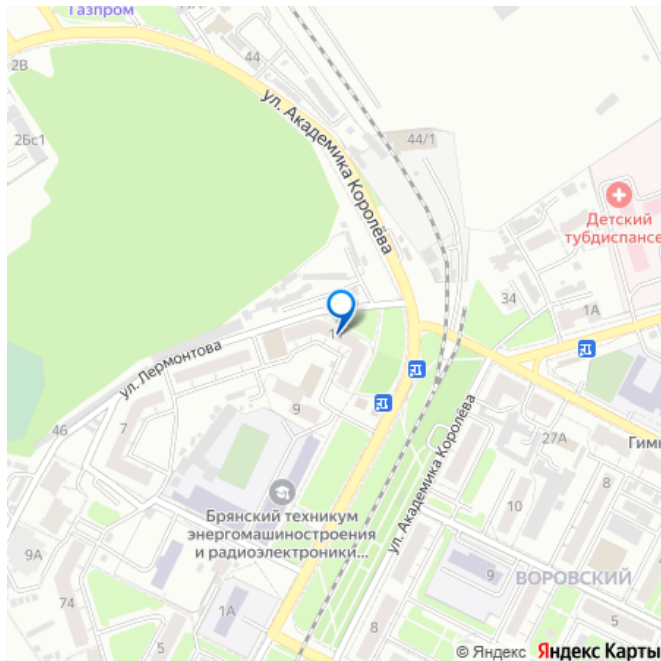 Газпром
2В
44
2Бс1
ул. Академика Королёва
44/1
Детский
тубдиспансе
34
1А
ул. Лермонтова
46
7
9
27А
Гимн
ул. Академика Королёва
10
8
Брянский техникум
энергомашиностроения
и радиоэлектроники...
9А
74
1А
9
ВОРОВСКИЙ
8
5
5
© Яндекс Яндекс Карты